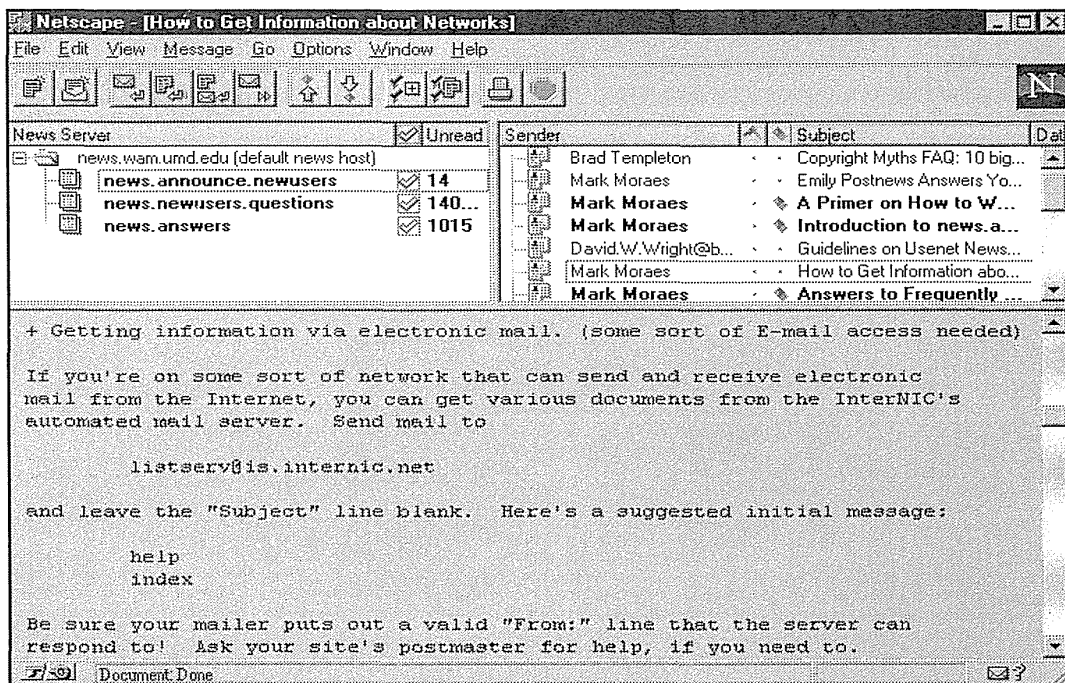 Netscape - [How to Get Information about Networks]
File Edit View Message Go Options Window Help
N
News Server Unread
news.wam.umd.edu (default news host)
news.announce.newusers 14
news.newusers.questions 140...
news.answers 1015
Sender Subject Dat
Brad Templeton Copyright Myths FAQ: 10 big...
Mark Moraes Emily Postnews Answers Yo...
Mark Moraes A Primer on How to W...
Mark Moraes Introduction to news.a...
David.W.Wright@b... Guidelines on Usenet News...
Mark Moraes How to Get Information abo...
Mark Moraes Answers to Frequently ...
+ Getting information via electronic mail. (some sort of E-mail access needed)
If you're on some sort of network that can send and receive electronic
mail from the Internet, you can get various documents from the InterNIC's
automated mail server. Send mail to
listserv@is.internic.net
and leave the "Subject" line blank. Here's a suggested initial message:
help
index
Be sure your mailer puts out a valid "From:" line that the server can
respond to! Ask your site's postmaster for help, if you need to.
Document: Done
?